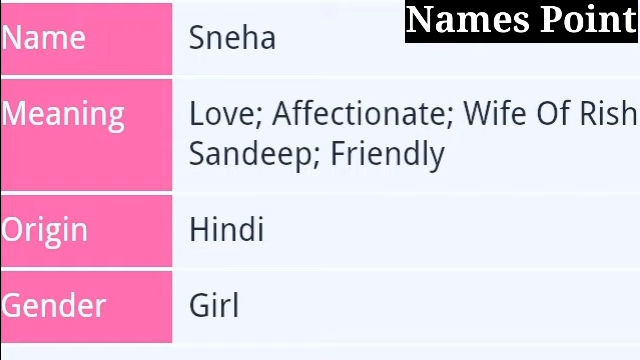 Names Point
Name Sneha
Meaning Love; Affectionate; Wife Of Rish
Sandeep; Friendly
Origin Hindi
Gender Girl